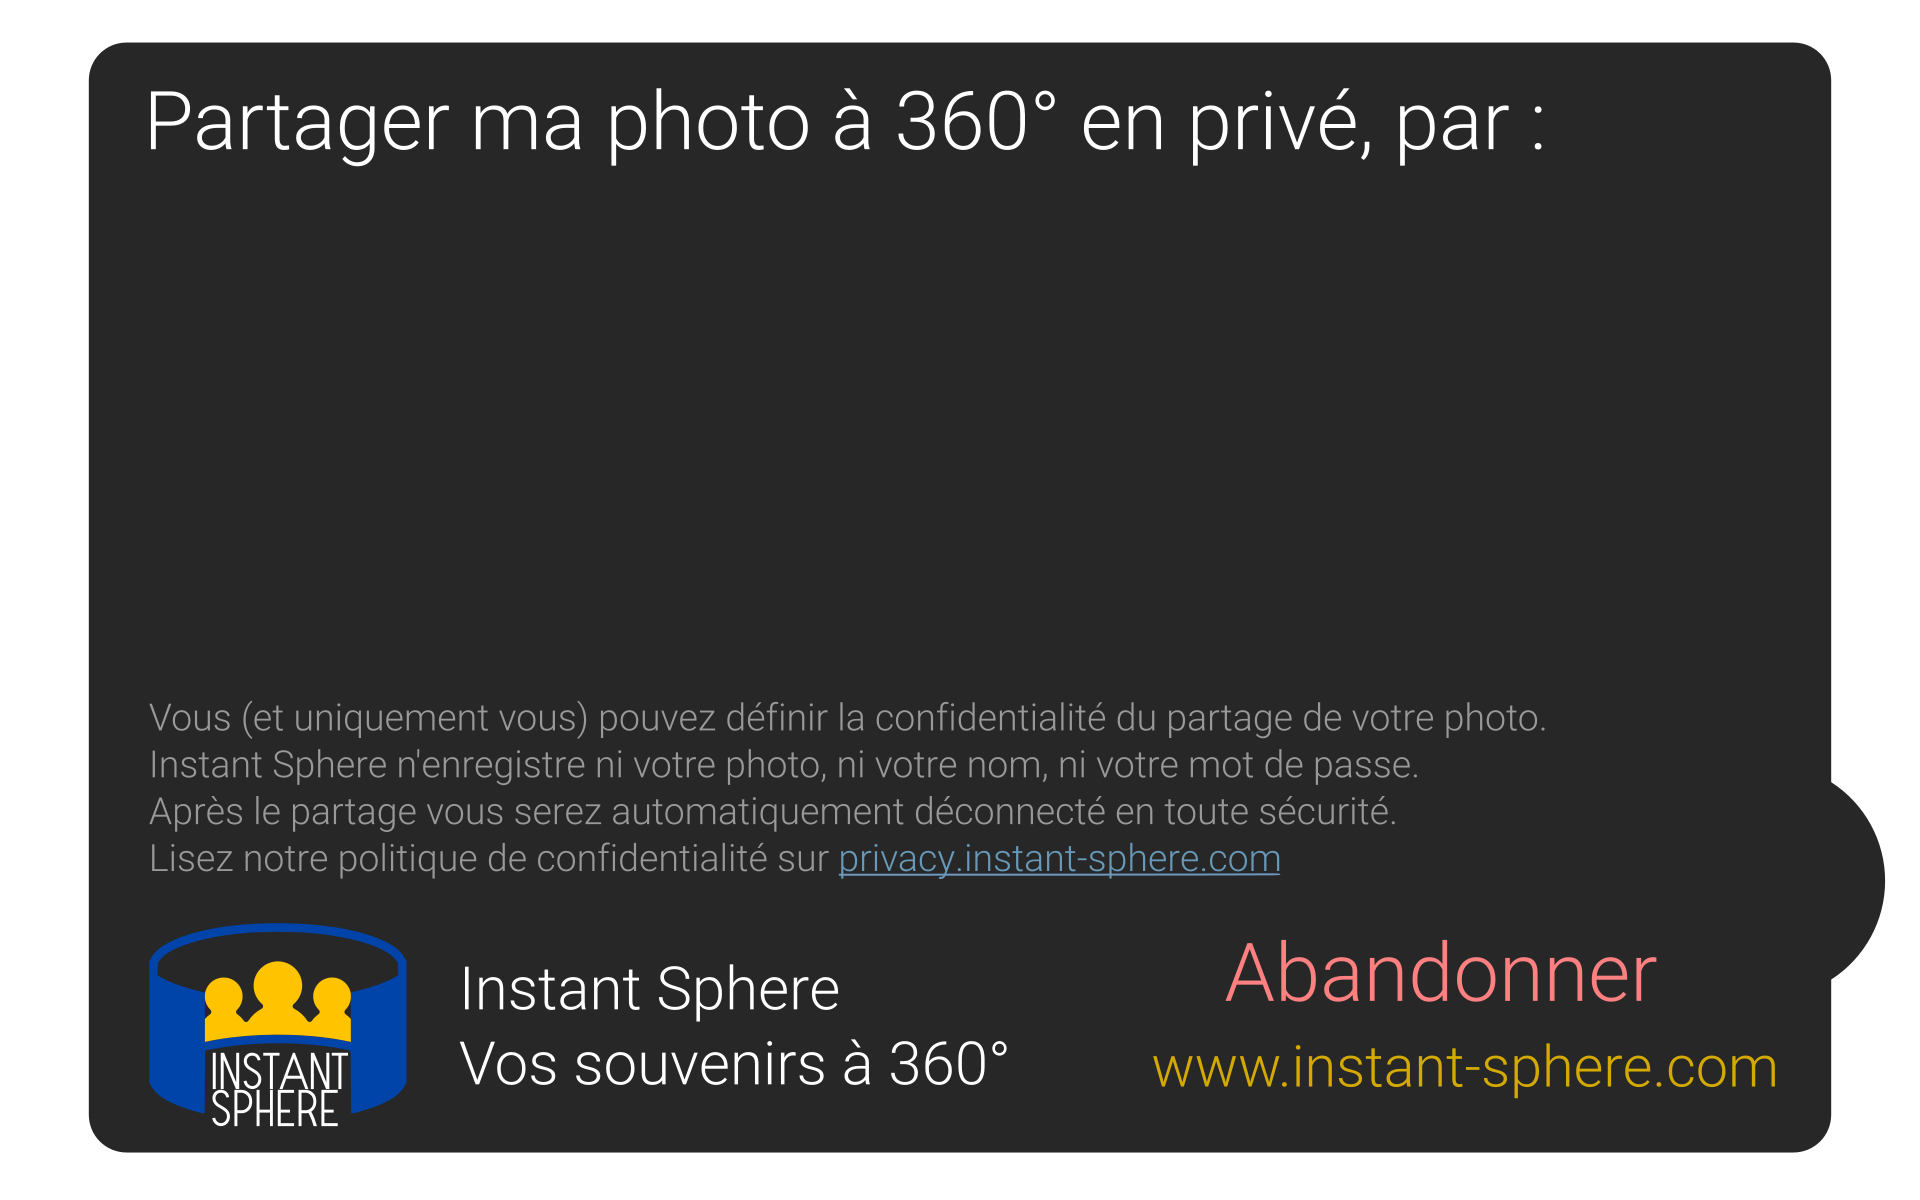 Partager ma photo à 360° en privé, par :
Vous (et uniquement vous) pouvez définir la confidentialité du partage de votre photo.
Instant Sphere n'enregistre ni votre photo, ni votre nom, ni votre mot de passe.
Après le partage vous serez automatiquement déconnecté en toute sécurité.
Lisez notre politique de confidentialité sur privacy.instant-sphere.com
INSTANT
SPHERE
Instant Sphere
Vos souvenirs à 360°
Abandonner
www.instant-sphere.com